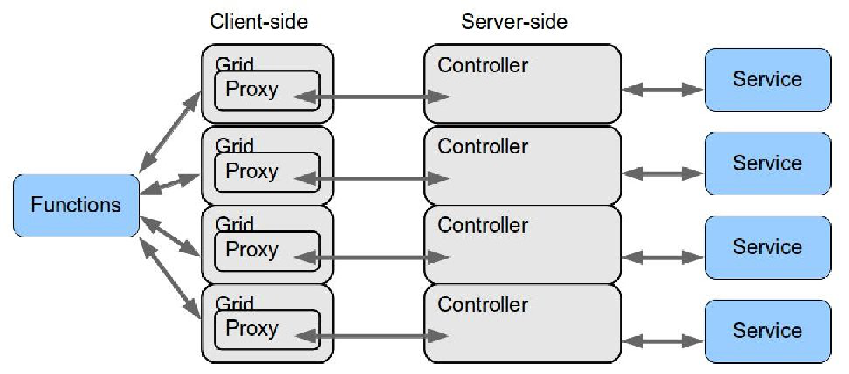 Client-side
Server-side
Grid
Proxy
Controller
Service
Grid
Proxy
Controller
Service
Functions
Grid
Proxy
Controller
Service
Grid
Proxy
Controller
Service